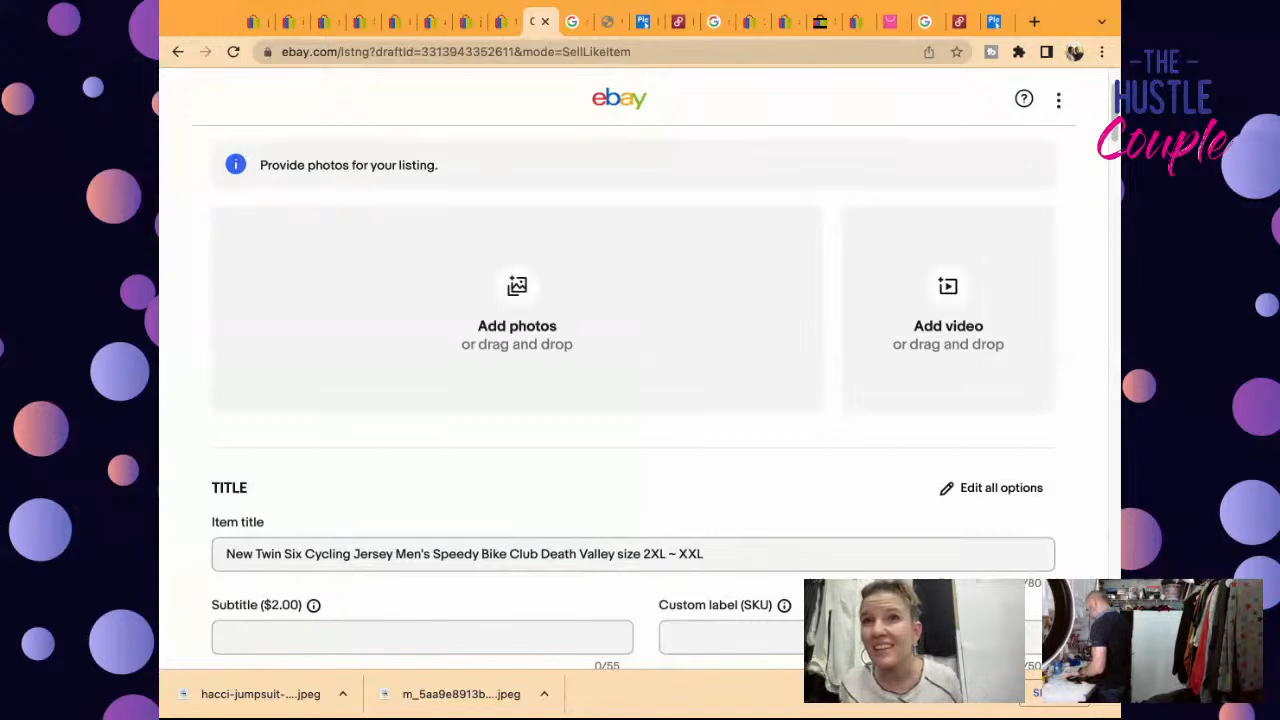 ebay.com/lstng?draftId=3313943352611&mode=SellLikeItem
-THE-
HUSTLE
Couple
ebay
Provide photos for your listing.
Add photos
or drag and drop
Add video
or drag and drop
TITLE
Edit all options
Item title
New Twin Six Cycling Jersey Men's Speedy Bike Club Death Valley size 2XL ~ XXL
/80
Subtitle ($2.00)
Custom label (SKU)
0/55
/50
hacci-jumpsuit-....jpeg
m_5aa9e8913b....jpeg